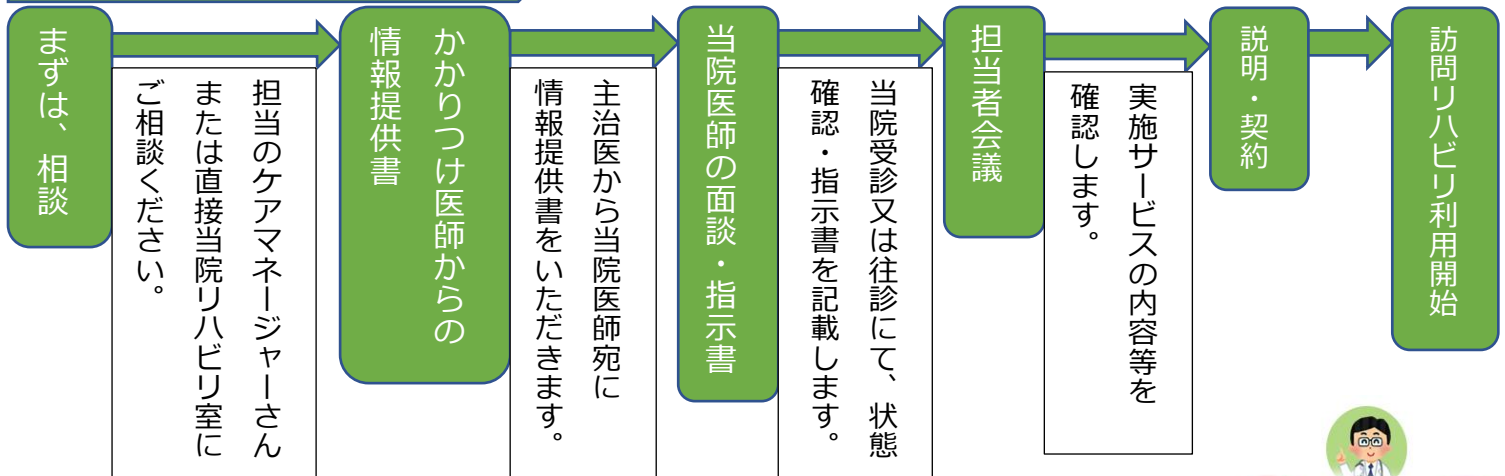 まずは、相談
担当のケアマネージャーさん
または直接当院リハビリ室に
ご相談ください。
かかりつけ医師からの
情報提供書
主治医から当院医師宛に
情報提供書をいただきます。
当院医師の面談・指示書
当院受診又は往診にて、状態
確認・指示書を記載します。
担当者会議
実施サービスの内容等を
確認します。
説明・契約
訪問リハビリ利用開始